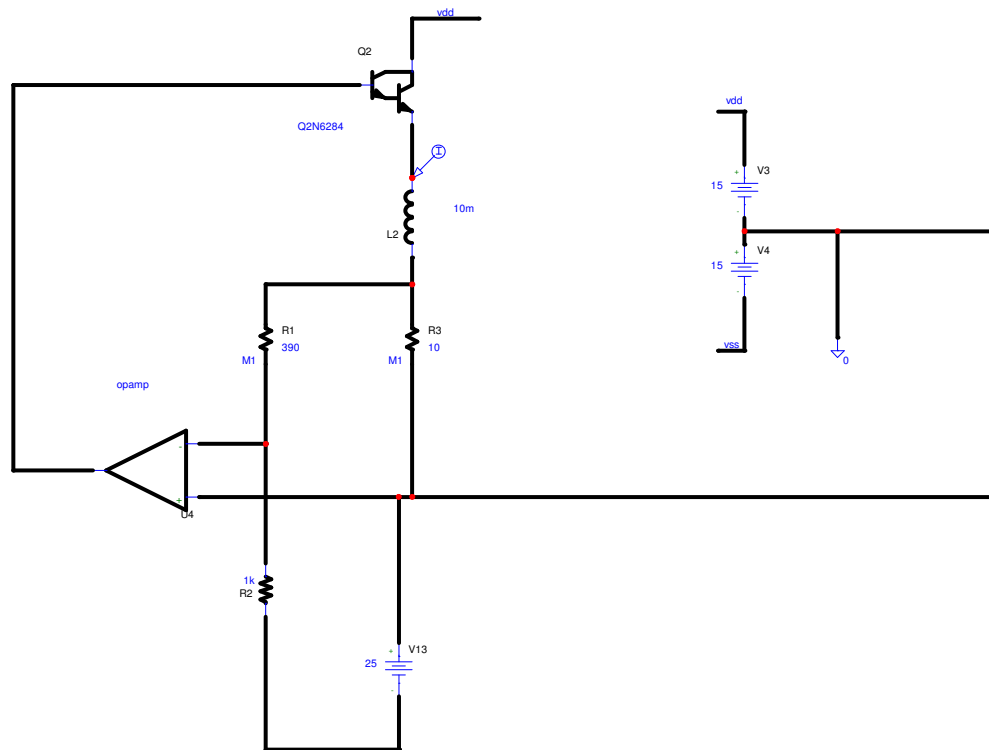 vdd
Q2
Q2N6284
I
10m
L2
vdd
+
V3
15
-
+
V4
15
-
vss
0
R1
390
M1
R3
10
M1
opamp
-
+
U4
1k
R2
+
V13
25
-